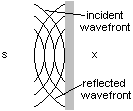 incident
wavefront
s
x
reflected
wavefront